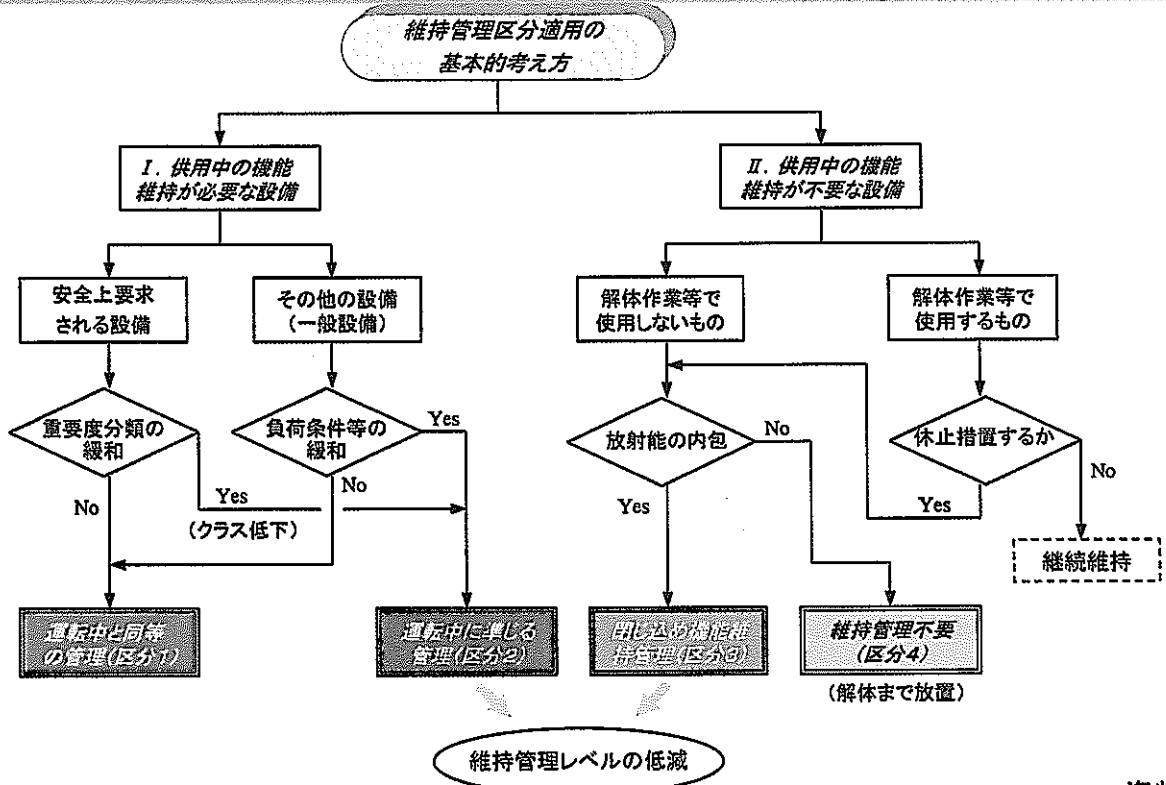 維持管理区分適用の
基本的考え方
Ⅰ. 供用中の機能
維持が必要な設備
Ⅱ. 供用中の機能
維持が不要な設備
安全上要求
される設備
その他の設備
(一般設備)
解体作業等で
使用しないもの
解体作業等で
使用するもの
重要度分類の
緩和
負荷条件等の
緩和
Yes
放射能の内包
No
休止措置するか
No
No
Yes
(クラス低下)
No
Yes
Yes
継続維持
運転中と同等
の管理(区分1)
運転中に準じる
管理(区分2)
閉じ込め機能維
持管理(区分3)
維持管理不要
(区分4)
(解体まで放置)
維持管理レベルの低減